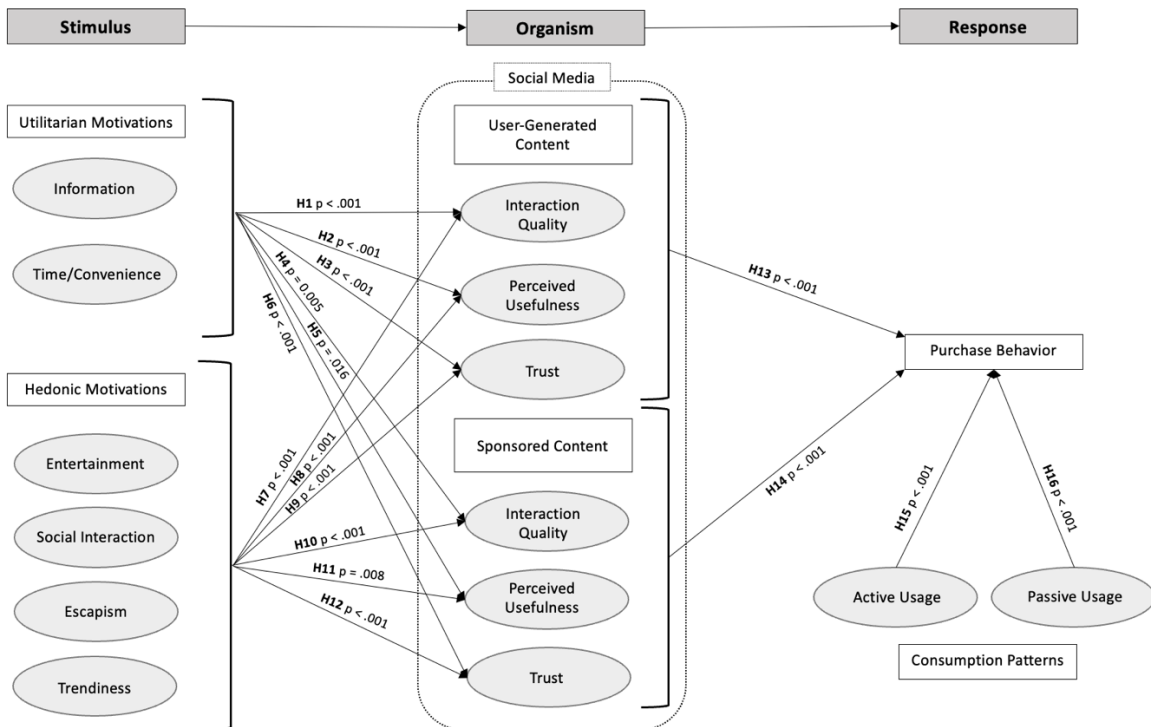 Stimulus
Organism
Response
Social Media
Utilitarian Motivations
Information
Time/Convenience
Hedonic Motivations
Entertainment
Social Interaction
Escapism
Trendiness
H1 p < .001
H2 p < .001
H3 p < .001
H4 p = 0.005
H5 p = .016
H6 p < .001
H7 p < .001
H8 p < .001
H9 p < .001
H10 p < .001
H11 p = .008
H12 p < .001
User-Generated
Content
Interaction
Quality
Perceived
Usefulness
Trust
Sponsored Content
Interaction
Quality
Perceived
Usefulness
Trust
H13 p < .001
H14 p < .001
Purchase Behavior
H15 p < .001
H16 p < .001
Active Usage
Passive Usage
Consumption Patterns